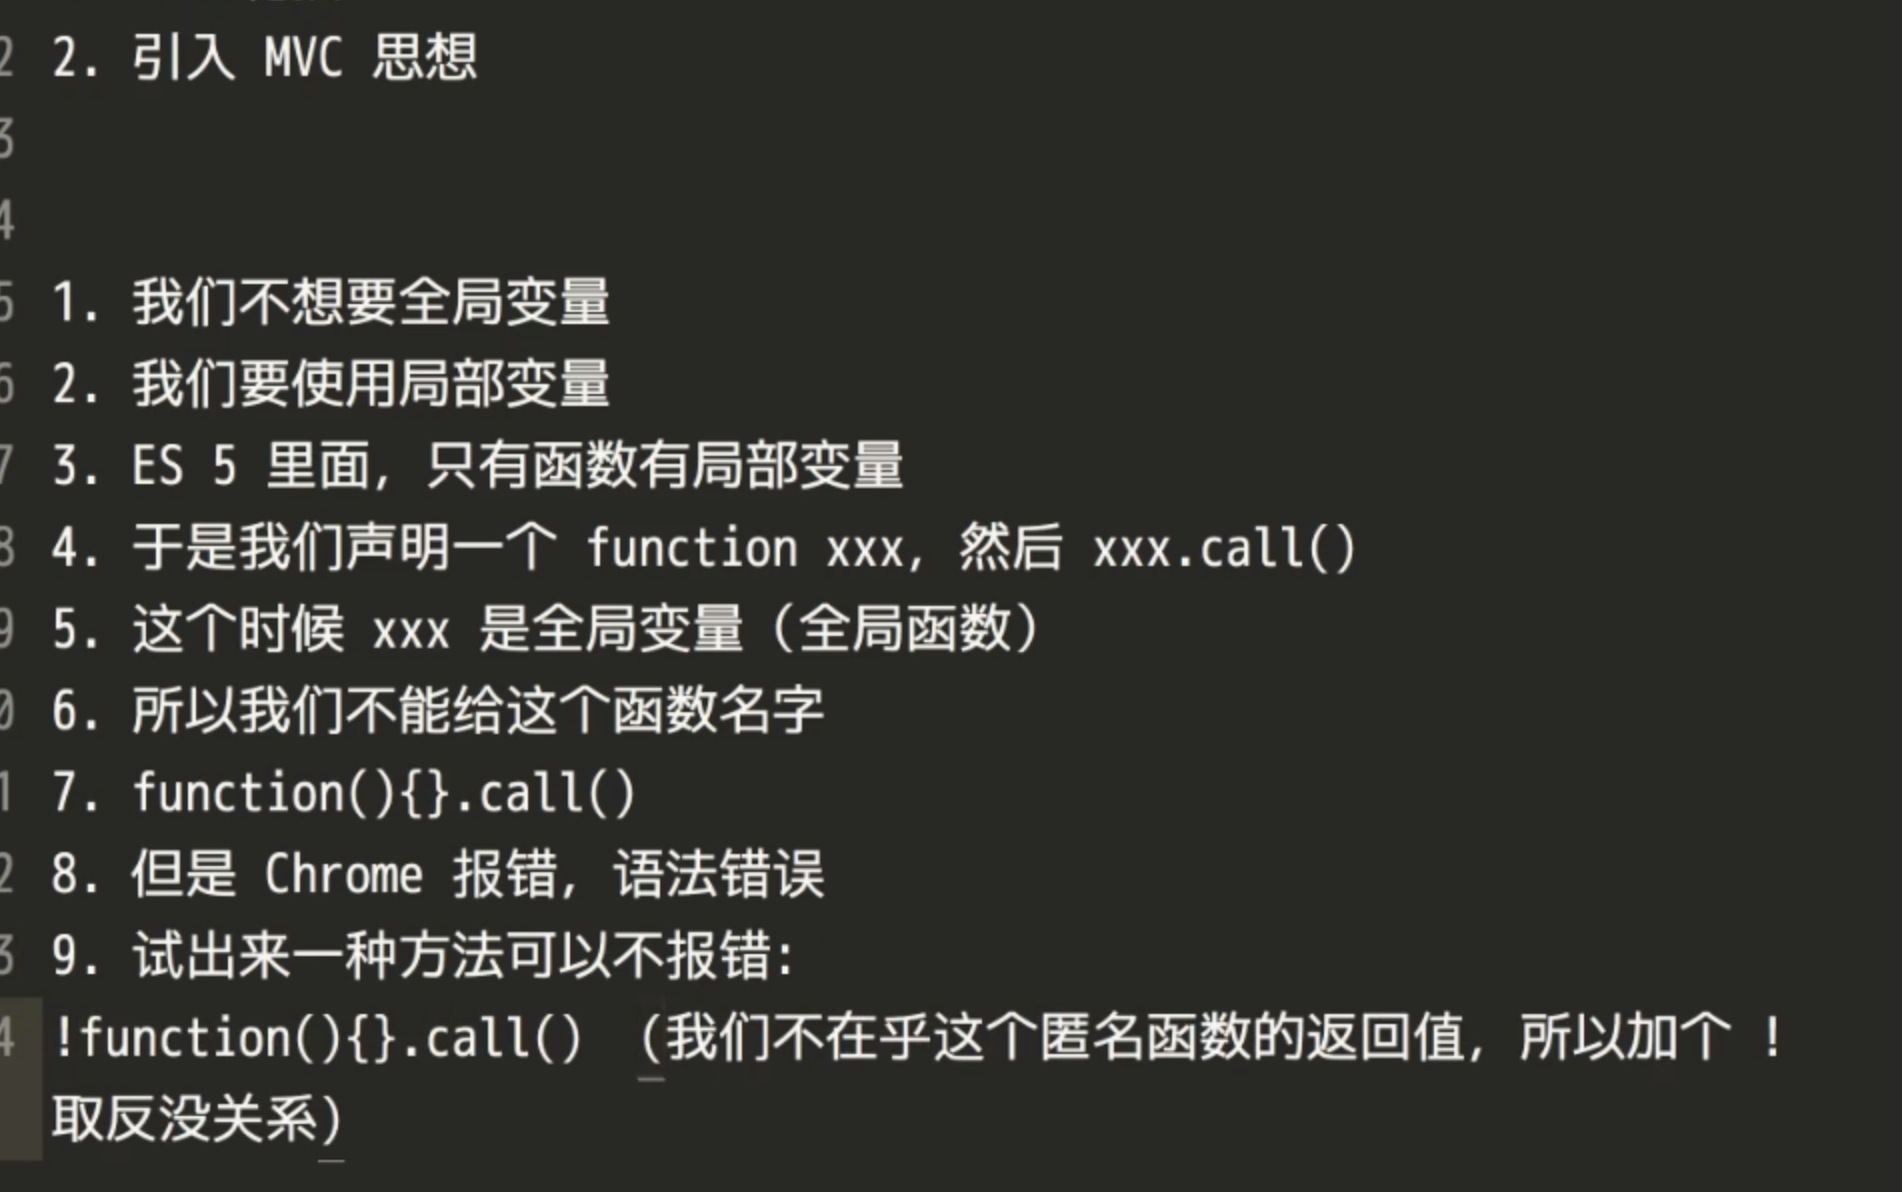 2 2. 引入 MVC 思想
3
4
5 1. 我们不想要全局变量
6 2. 我们要使用局部变量
7 3. ES 5 里面, 只有函数有局部变量
8 4. 于是我们声明一个 function xxx, 然后 xxx.call()
9 5. 这个时候 xxx 是全局变量（全局函数）
0 6. 所以我们不能给这个函数名字
1 7. function(){}.call()
2 8. 但是 Chrome 报错, 语法错误
3 9. 试出来一种方法可以不报错:
4 !function(){}.call() （我们不在乎这个匿名函数的返回值, 所以加个 !
取反没关系）